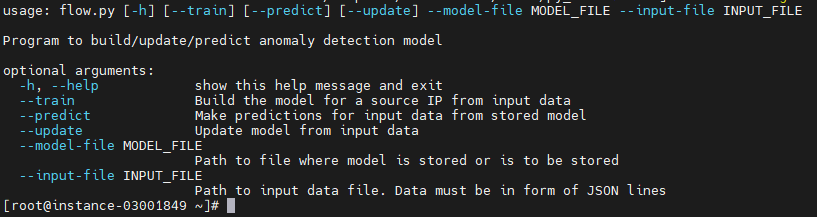 usage: flow.py [-h] [--train] [--predict] [--update] --model-file MODEL_FILE --input-file INPUT_FILE
Program to build/update/predict anomaly detection model
optional arguments:
-h, --help show this help message and exit
--train Build the model for a source IP from input data
--predict Make predictions for input data from stored model
--update Update model from input data
--model-file MODEL_FILE
Path to file where model is stored or is to be stored
--input-file INPUT_FILE
Path to input data file. Data must be in form of JSON lines
[root@instance-03001849 ~]#